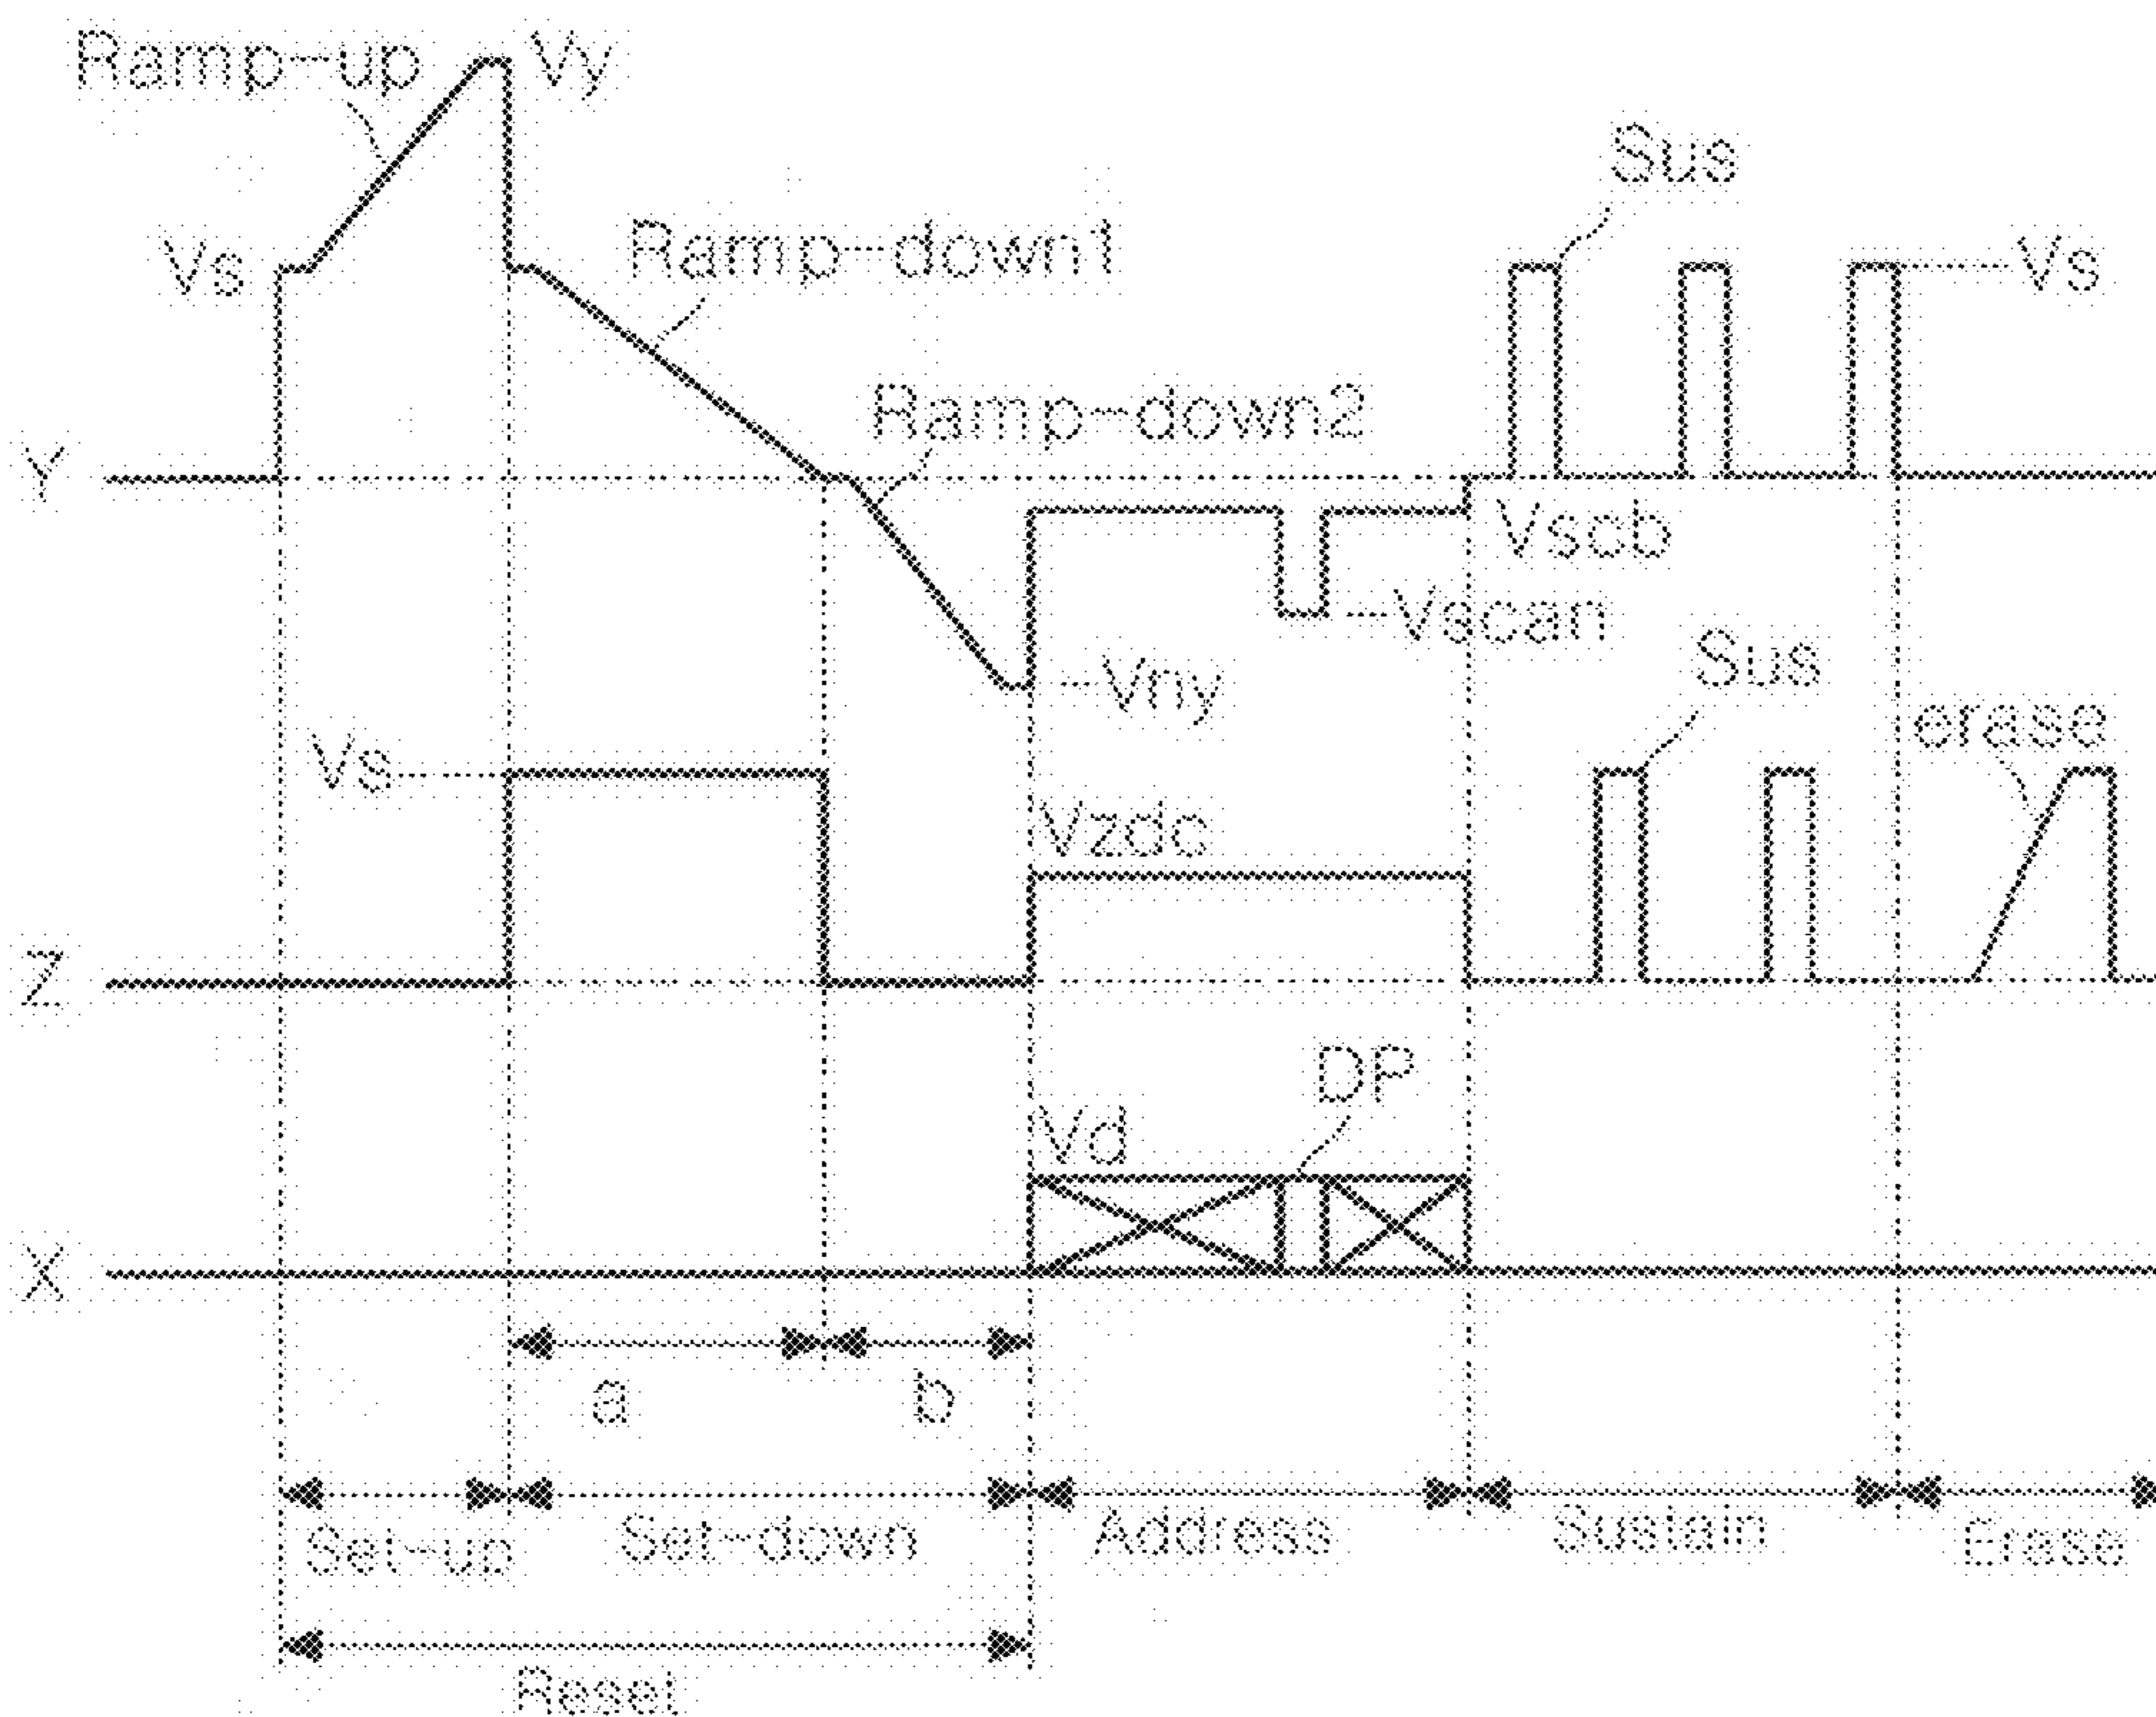 Ramp-up
Vy
Sus
Vs
Ramp-down1
Vs
Ramp-down2
Y
Vscb
-Vscan
Sus
-Vny
erase
Vs
Vzdc
Z
DP
Vd
X
a
b
Set-up
Set-down
Address
Sustain
Erase
Reset